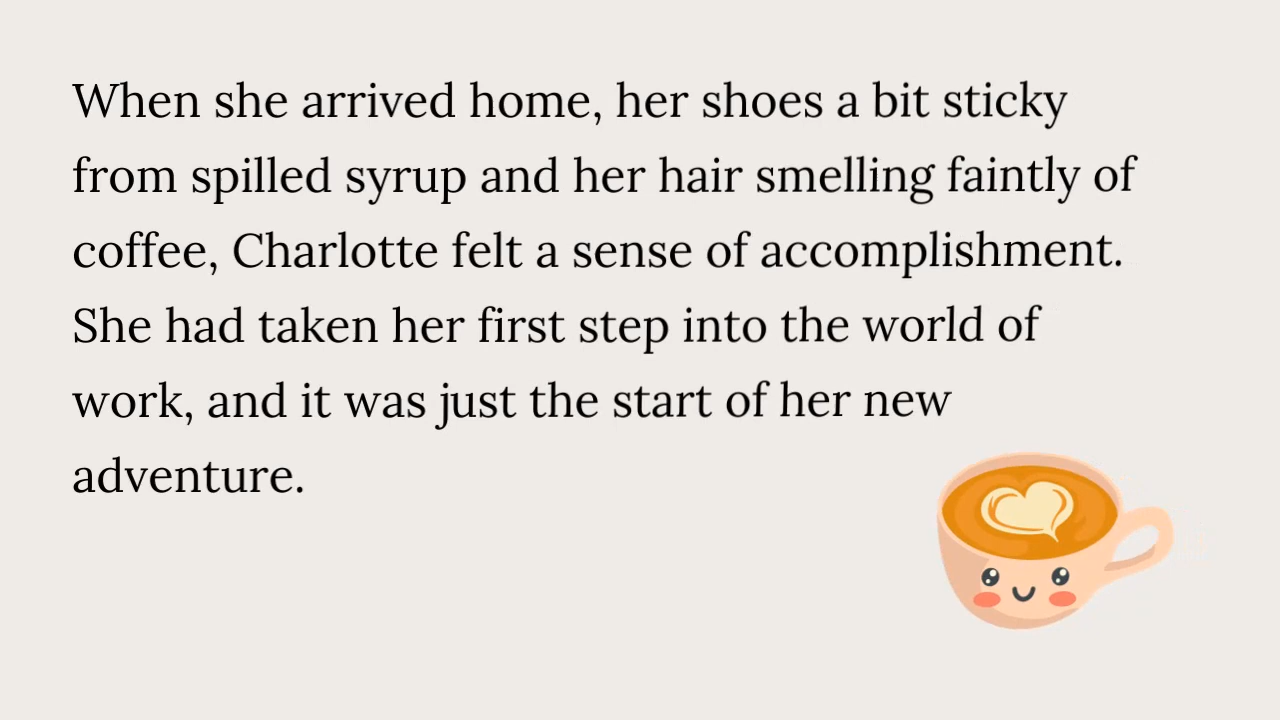 When she arrived home, her shoes a bit sticky
from spilled syrup and her hair smelling faintly of
coffee, Charlotte felt a sense of accomplishment.
She had taken her first step into the world of
work, and it was just the start of her new
adventure.